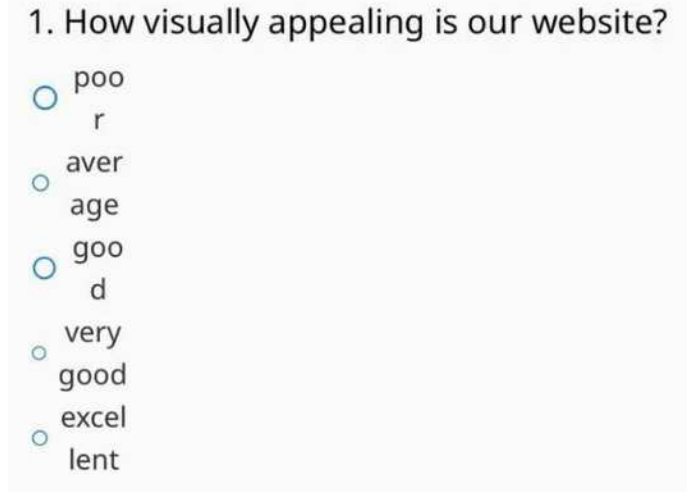 1. How visually appealing is our website?
poo
r
aver
age
goo
d
very
good
excel
lent